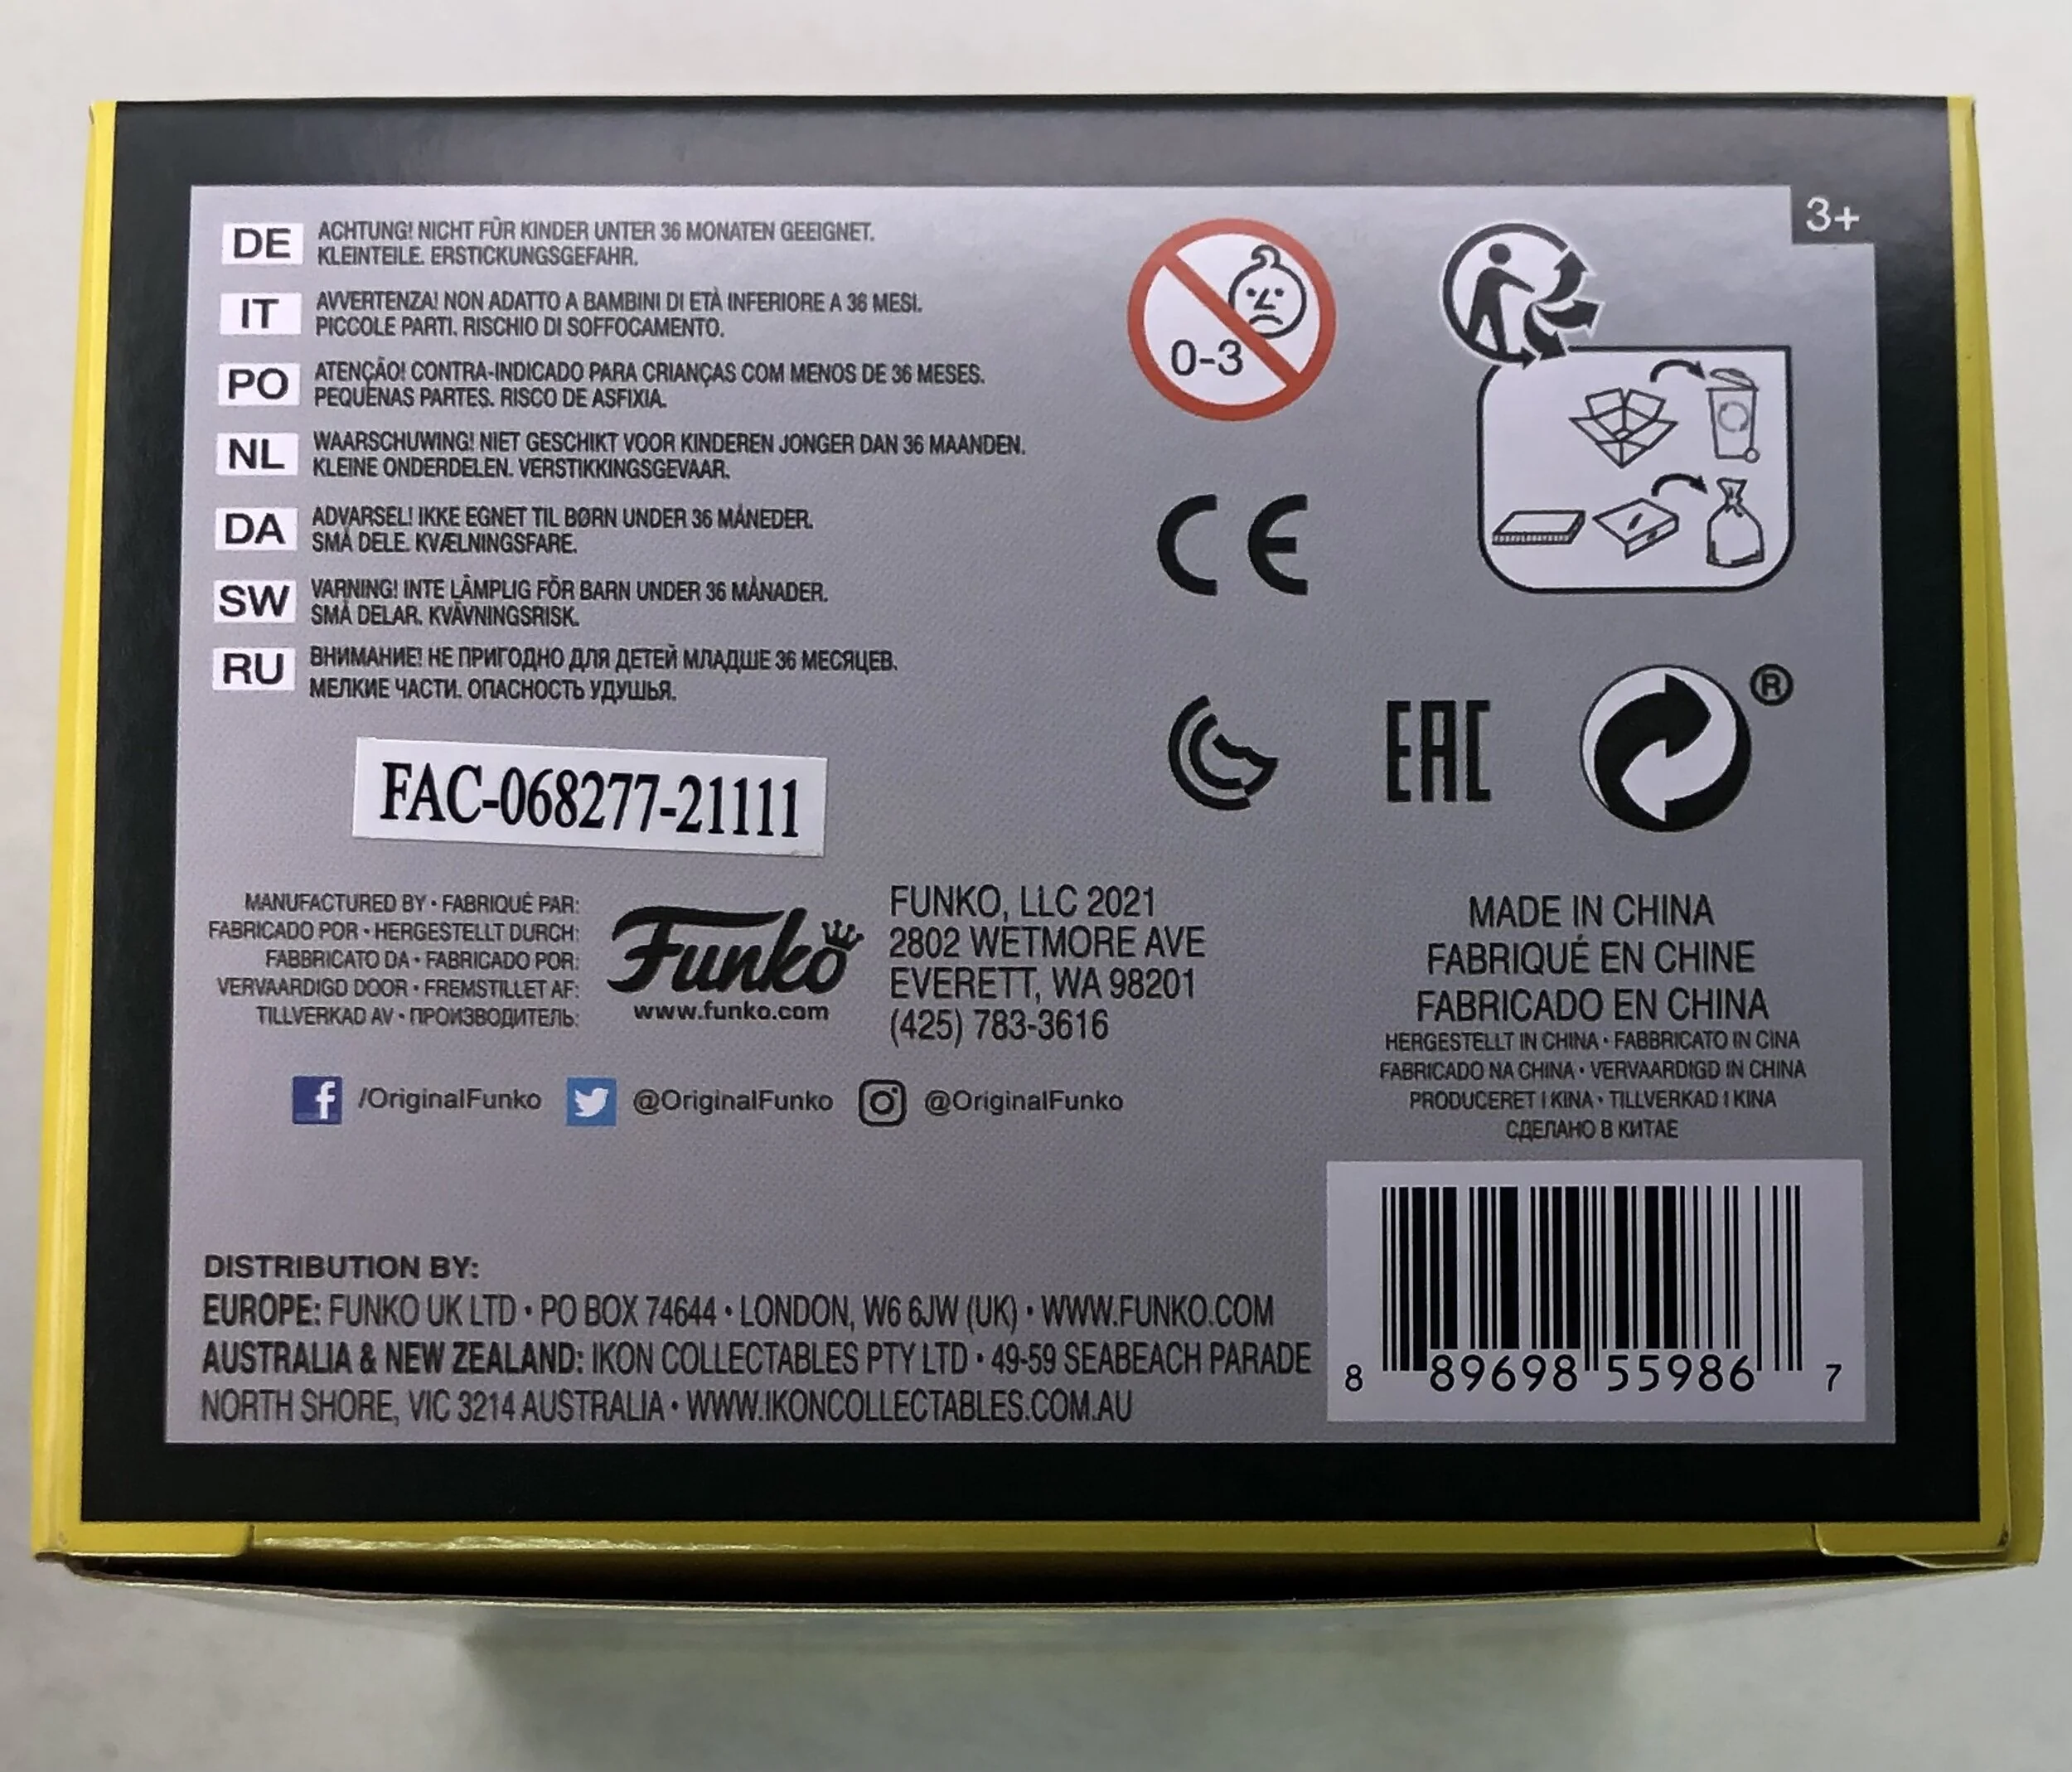 3+
DE ACHTUNG! NICHT FÜR KINDER UNTER 36 MONATEN GEEIGNET.
KLEINTEILE. ERSTICKUNGSGEFAHR.
IT AVVERTENZA! NON ADATTO A BAMBINI DI ETÀ INFERIORE A 36 MESI.
PICCOLE PARTI. RISCHIO DI SOFFOCAMENTO.
PO ATENÇÃO! CONTRA-INDICADO PARA CRIANÇAS COM MENOS DE 36 MESES.
PEQUENAS PARTES. RISCO DE ASFIXIA.
NL WAARSCHUWING! NIET GESCHIKT VOOR KINDEREN JONGER DAN 36 MAANDEN.
KLEINE ONDERDELEN. VERSTIKKINGSGEVAAR.
DA ADVARSEL! IKKE EGNET TIL BØRN UNDER 36 MÅNEDER.
SMÅ DELE. KVÆLNINGSFARE.
SW VARNING! INTE LÄMPLIG FÖR BARN UNDER 36 MÅNADER.
SMÅ DELAR. KVÄVNINGSRISK.
RU ВНИМАНИЕ! НЕ ПРИГОДНО ДЛЯ ДЕТЕЙ МЛАДШЕ 36 МЕСЯЦЕВ.
МЕЛКИЕ ЧАСТИ. ОПАСНОСТЬ УДУШЬЯ.
0-3
CE
EAC
®
FAC-068277-21111
MANUFACTURED BY • FABRIQUÉ PAR:
FABRICADO POR • HERGESTELLT DURCH:
FABBRICATO DA • FABRICADO POR:
VERVAARDIGD DOOR • FREMSTILLET AF:
TILLVERKAD AV • ПРОИЗВОДИТЕЛЬ:
Funko
www.funko.com
FUNKO, LLC 2021
2802 WETMORE AVE
EVERETT, WA 98201
(425) 783-3616
MADE IN CHINA
FABRIQUÉ EN CHINE
FABRICADO EN CHINA
HERGESTELLT IN CHINA • FABBRICATO IN CINA
FABRICADO NA CHINA • VERVAARDIGD IN CHINA
PRODUCERET I KINA • TILLVERKAD I KINA
СДЕЛАНО В КИТАЕ
f /OriginalFunko @OriginalFunko @OriginalFunko
DISTRIBUTION BY:
EUROPE: FUNKO UK LTD • PO BOX 74644 • LONDON, W6 6JW (UK) • WWW.FUNKO.COM
AUSTRALIA & NEW ZEALAND: IKON COLLECTABLES PTY LTD • 49-59 SEABEACH PARADE
NORTH SHORE, VIC 3214 AUSTRALIA • WWW.IKONCOLLECTABLES.COM.AU
8 89698 55986 7